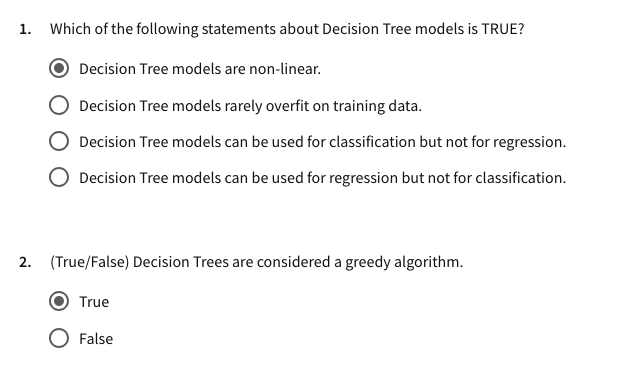 1. Which of the following statements about Decision Tree models is TRUE?
Decision Tree models are non-linear.
Decision Tree models rarely overfit on training data.
Decision Tree models can be used for classification but not for regression.
Decision Tree models can be used for regression but not for classification.
2. (True/False) Decision Trees are considered a greedy algorithm.
True
False